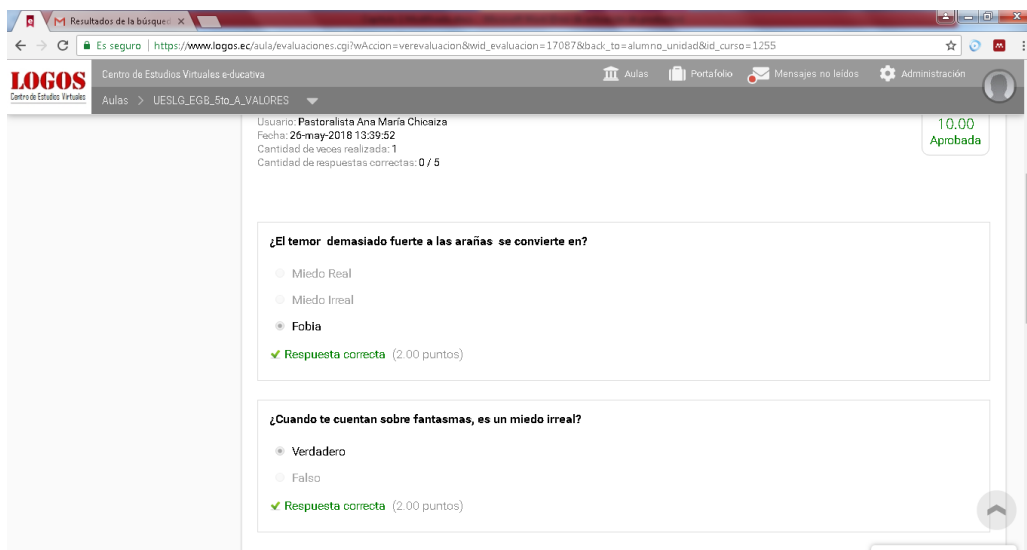 Resultados de la búsqued ×
Es seguro | https://www.logos.ec/aula/evaluaciones.cgi?wAccion=verevaluacion&wid_evaluacion=17087&back_to=alumno_unidad&id_curso=1255
LOGOS
Centro de Estudios Virtuales
Centro de Estudios Virtuales e-ducativa
Aulas Portafolio Mensajes no leídos Administración
Aulas > UESLG_EGB_5to_A_VALORES
Usuario: Pastoralista Ana María Chicaiza
Fecha: 26-may-2018 13:39:52
Cantidad de veces realizada: 1
Cantidad de respuestas correctas: 0 / 5
10.00
Aprobada
¿El temor demasiado fuerte a las arañas se convierte en?
Miedo Real
Miedo Irreal
Fobia
Respuesta correcta (2.00 puntos)
¿Cuando te cuentan sobre fantasmas, es un miedo irreal?
Verdadero
Falso
Respuesta correcta (2.00 puntos)